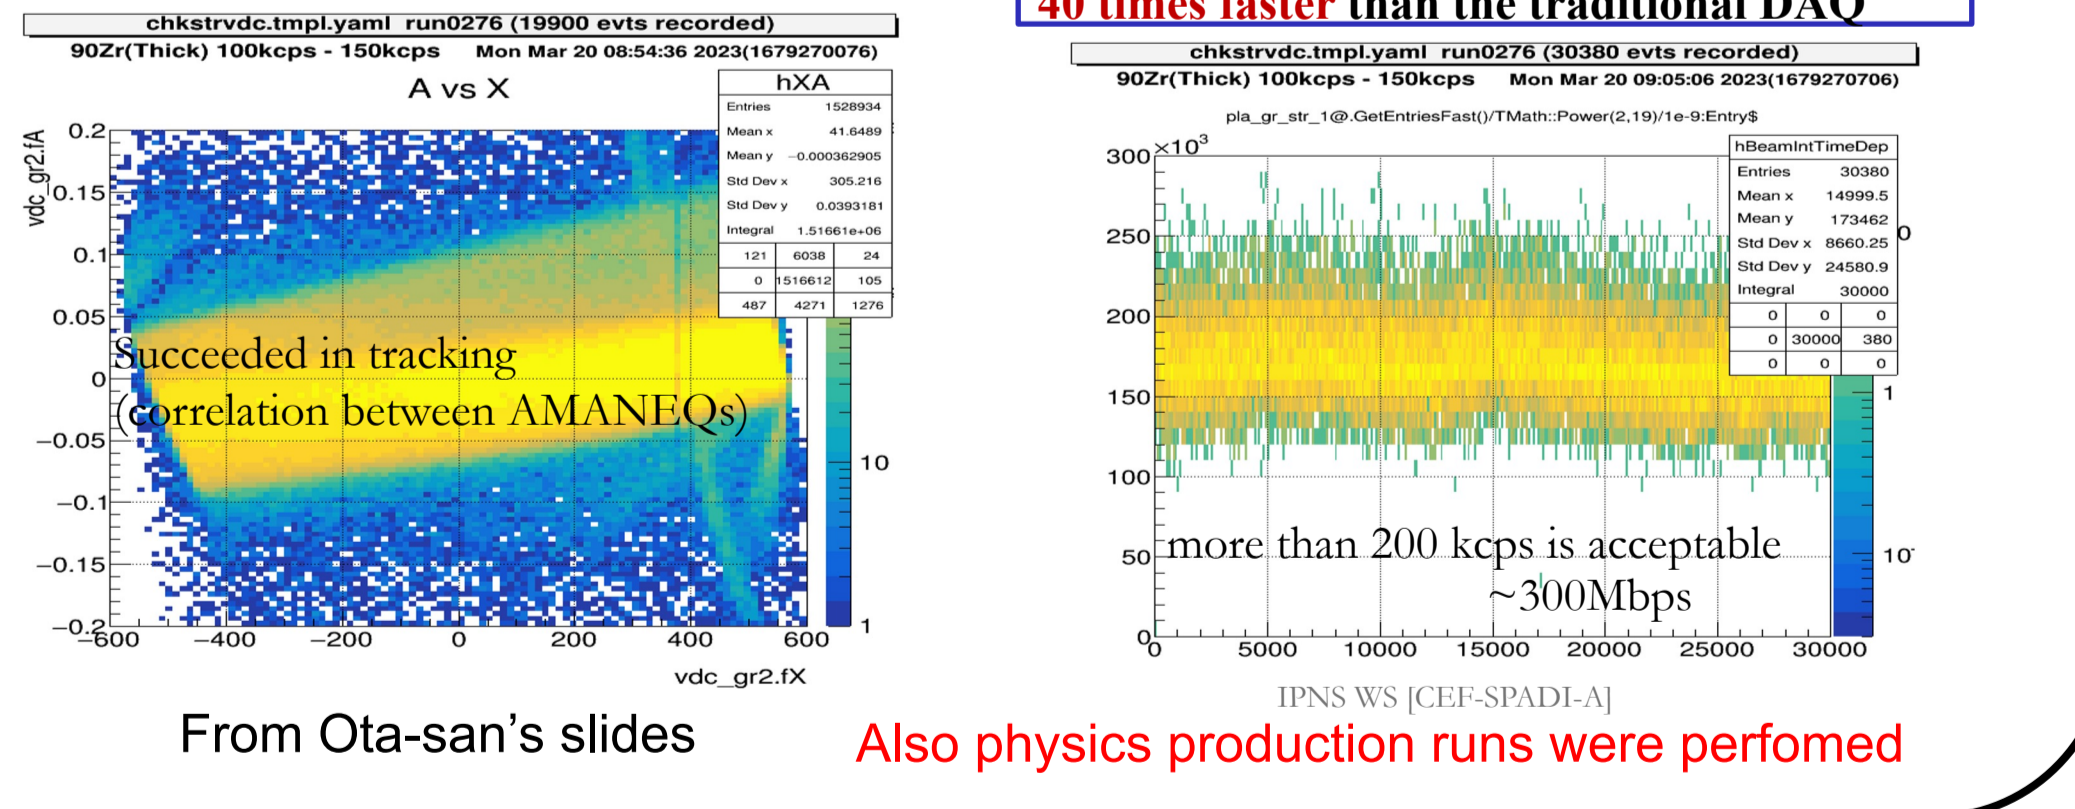 40 times faster than the traditional DAQ
chkstrvdc.tmpl.yaml run0276 (19900 evts recorded)
90Zr(Thick) 100kcps - 150kcps Mon Mar 20 08:54:36 2023(1679270076)
A vs X
hXA
Entries 1528934
Mean x 41.6489
Mean y −0.000362905
Std Dev x 305.216
Std Dev y 0.0393181
Integral 1.51661e+06
121 6038 24
0 1516612 105
487 4271 1276
vdc_gr2.fA
0.2
0.15
0.1
0.05
0
−0.05
−0.1
−0.15
−0.2
Succeeded in tracking
(correlation between AMANEQs)
10
1
−600 −400 −200 0 200 400 600
vdc_gr2.fX
From Ota-san's slides
chkstrvdc.tmpl.yaml run0276 (30380 evts recorded)
90Zr(Thick) 100kcps - 150kcps Mon Mar 20 09:05:06 2023(1679270706)
pla_gr_str_1@.GetEntriesFast()/TMath::Power(2,19)/1e-9:Entry$
×10³
hBeamIntTimeDep
Entries 30380
Mean x 14999.5
Mean y 173462
Std Dev x 8660.25
Std Dev y 24580.9
Integral 30000
0 0 0
0 30000 380
0 0 0
300
250
200
150
100
50
0
0
1
10⁻
more than 200 kcps is acceptable
~300Mbps
0 5000 10000 15000 20000 25000 30000
IPNS WS [CEF-SPADI-A]
Also physics production runs were perfomed